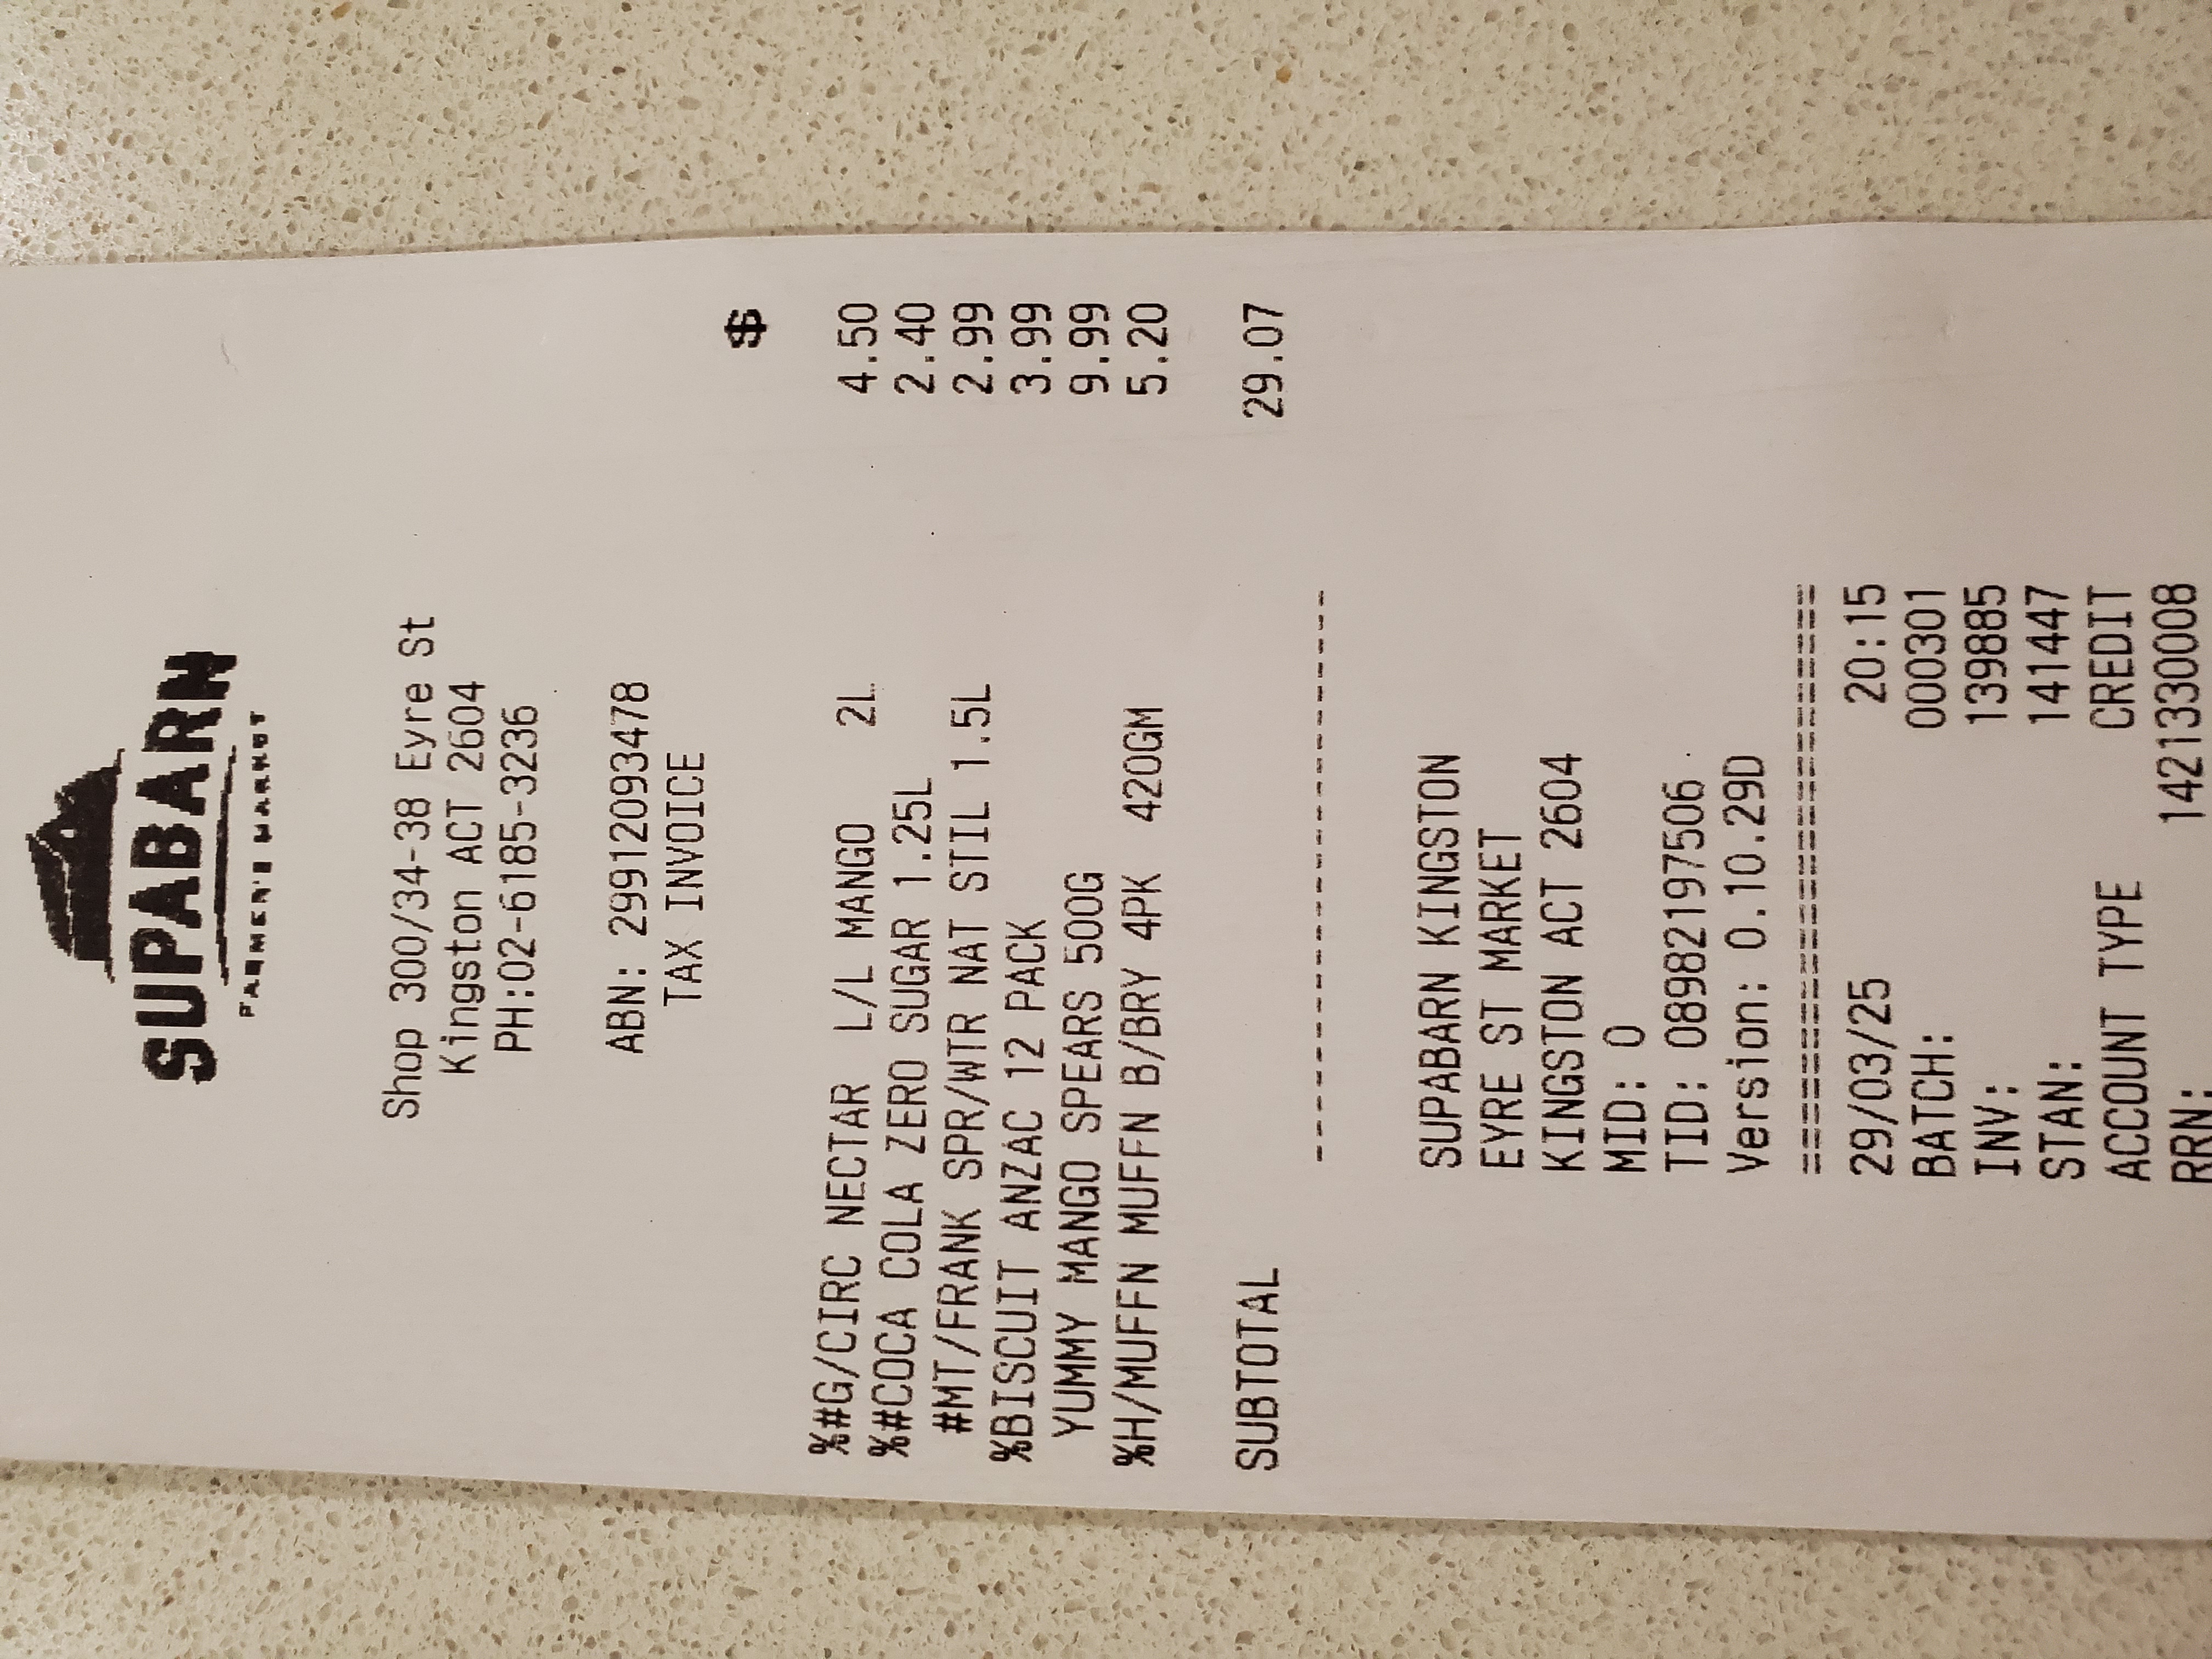 SUPABARN
FARMER'S MARKET
Shop 300/34-38 Eyre St
Kingston ACT 2604
PH:02-6185-3236
ABN: 29912093478
TAX INVOICE
$
%#G/CIRC NECTAR L/L MANGO 2L 4.50
%#COCA COLA ZERO SUGAR 1.25L 2.40
#MT/FRANK SPR/WTR NAT STIL 1.5L 2.99
%BISCUIT ANZAC 12 PACK 3.99
YUMMY MANGO SPEARS 500G 9.99
%H/MUFFN MUFFN B/BRY 4PK 420GM 5.20
SUBTOTAL 29.07
------------------------
SUPABARN KINGSTON
EYRE ST MARKET
KINGSTON ACT 2604
MID: 0
TID: 08982197506
Version: 0.10.29D
========================
29/03/25 20:15
BATCH: 000301
INV: 139885
STAN: 141447
ACCOUNT TYPE CREDIT
RRN: 1421330008